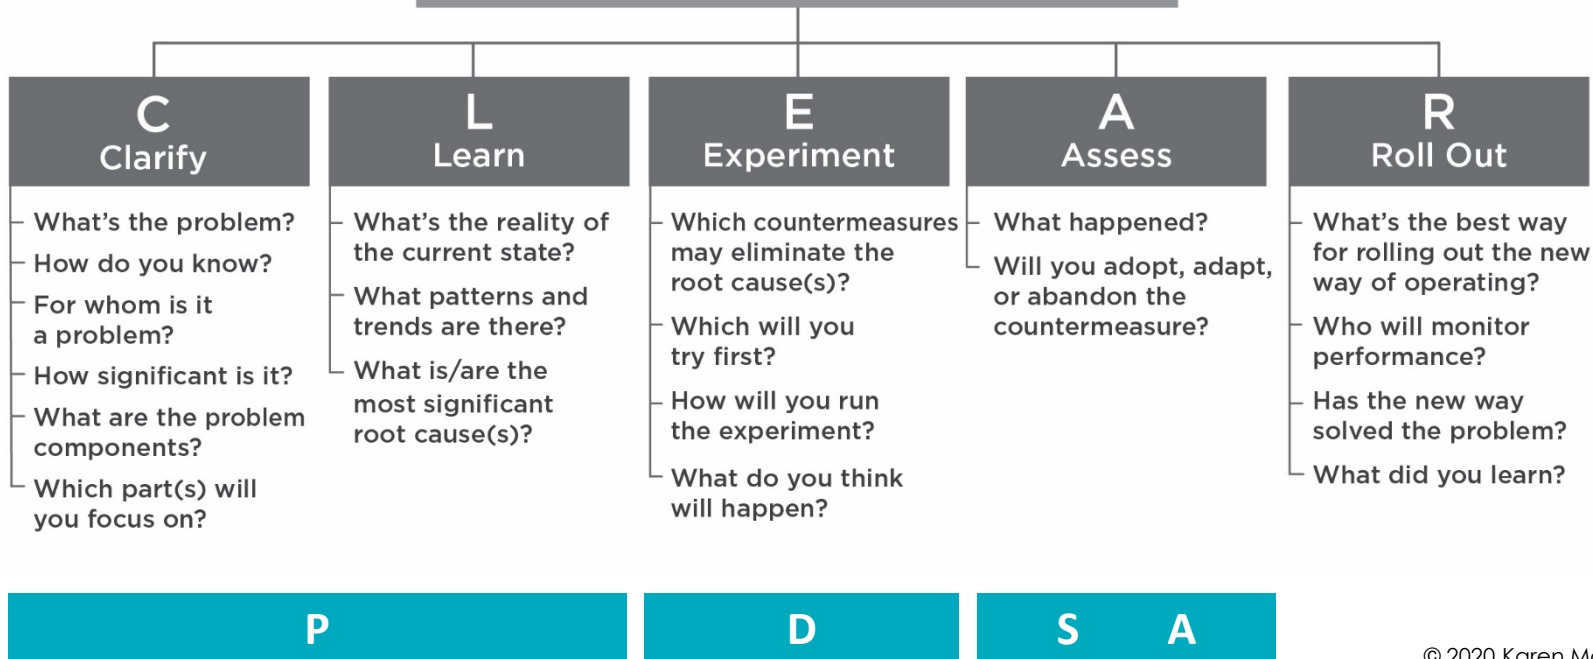 C
Clarify
What's the problem?
How do you know?
For whom is it
a problem?
How significant is it?
What are the problem
components?
Which part(s) will
you focus on?
L
Learn
What's the reality of
the current state?
What patterns and
trends are there?
What is/are the
most significant
root cause(s)?
E
Experiment
Which countermeasures
may eliminate the
root cause(s)?
Which will you
try first?
How will you run
the experiment?
What do you think
will happen?
A
Assess
What happened?
Will you adopt, adapt,
or abandon the
countermeasure?
R
Roll Out
What's the best way
for rolling out the new
way of operating?
Who will monitor
performance?
Has the new way
solved the problem?
What did you learn?
P
D
S A
© 2020 Karen